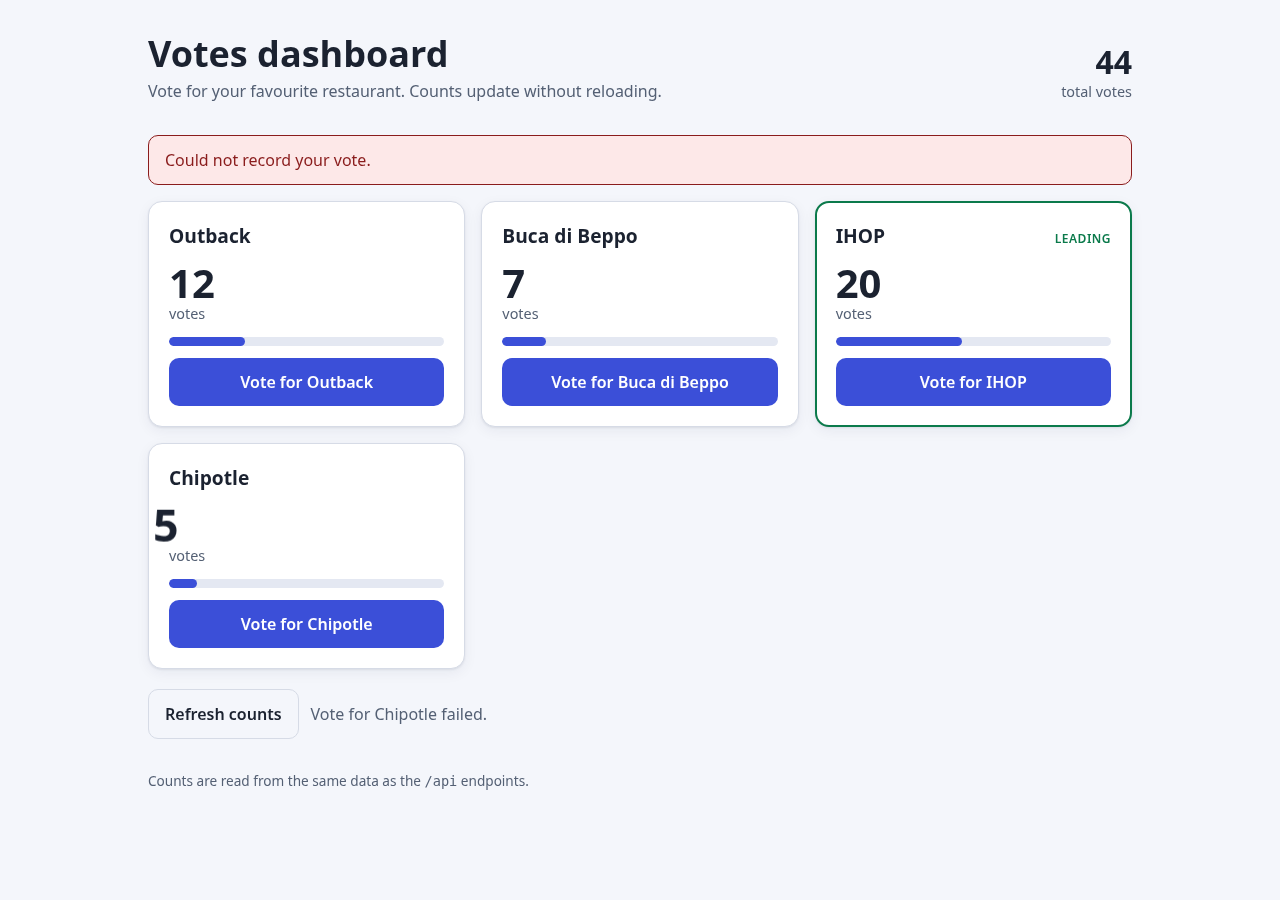 Votes dashboard
Vote for your favourite restaurant. Counts update without reloading.
44
total votes
Could not record your vote.
Outback
12
votes
Vote for Outback
Buca di Beppo
7
votes
Vote for Buca di Beppo
IHOP
LEADING
20
votes
Vote for IHOP
Chipotle
5
votes
Vote for Chipotle
Refresh counts
Vote for Chipotle failed.
Counts are read from the same data as the /api endpoints.